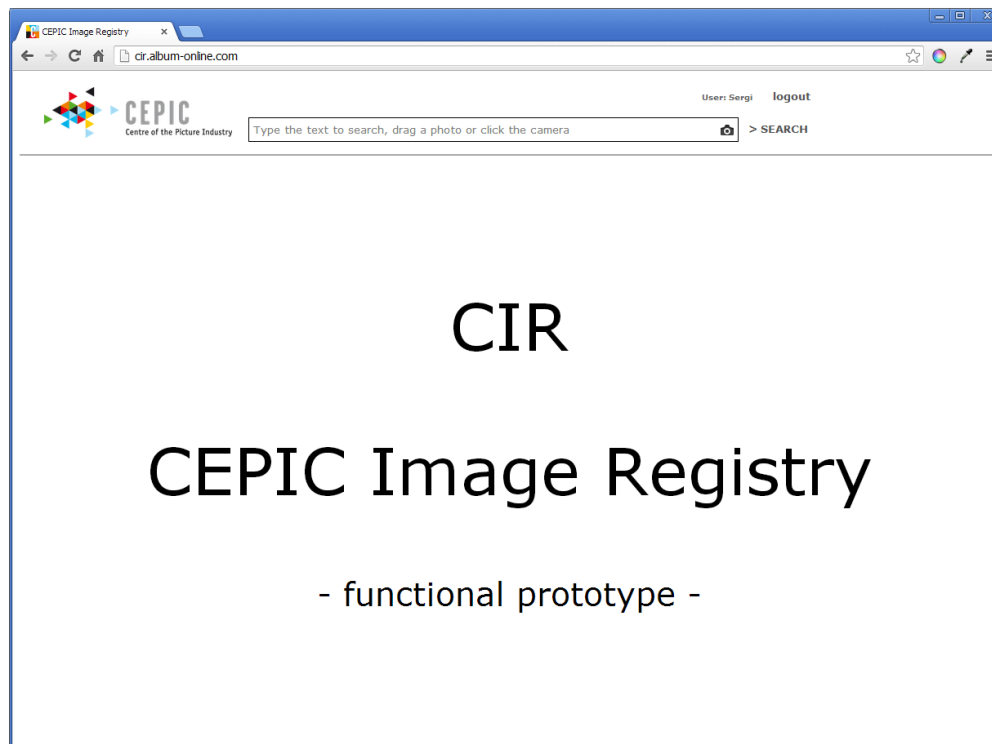 CEPIC Image Registry
cir.album-online.com
User: Sergi logout
CEPIC
Centre of the Picture Industry
Type the text to search, drag a photo or click the camera
> SEARCH
CIR
CEPIC Image Registry
- functional prototype -